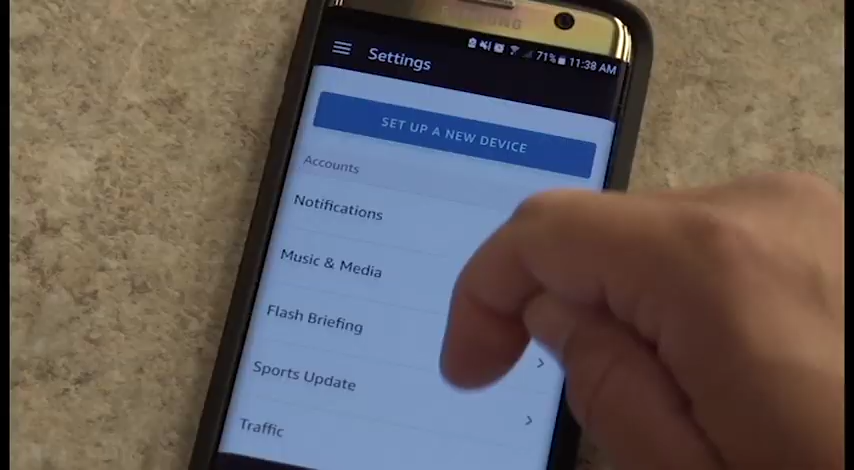 SAMSUNG
71% 11:38 AM
Settings
SET UP A NEW DEVICE
Accounts
Notifications
Music & Media
Flash Briefing
Sports Update
Traffic